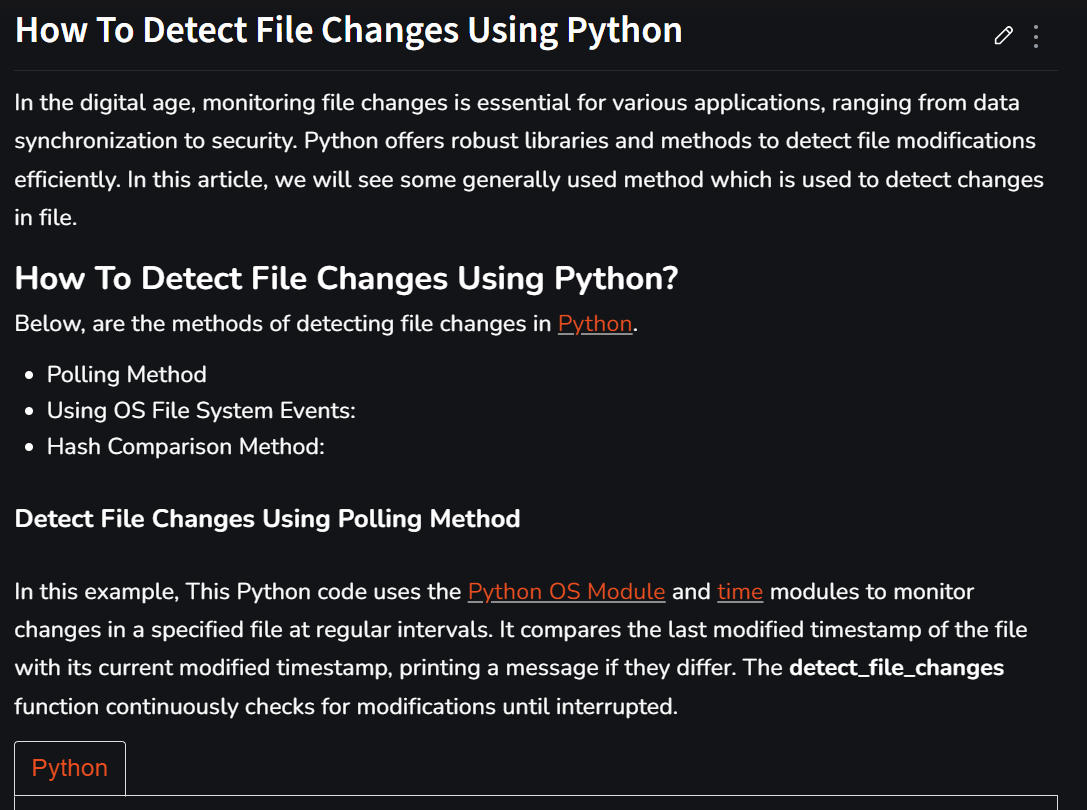 How To Detect File Changes Using Python
In the digital age, monitoring file changes is essential for various applications, ranging from data
synchronization to security. Python offers robust libraries and methods to detect file modifications
efficiently. In this article, we will see some generally used method which is used to detect changes
in file.
How To Detect File Changes Using Python?
Below, are the methods of detecting file changes in Python.
• Polling Method
• Using OS File System Events:
• Hash Comparison Method:
Detect File Changes Using Polling Method
In this example, This Python code uses the Python OS Module and time modules to monitor
changes in a specified file at regular intervals. It compares the last modified timestamp of the file
with its current modified timestamp, printing a message if they differ. The detect_file_changes
function continuously checks for modifications until interrupted.
Python